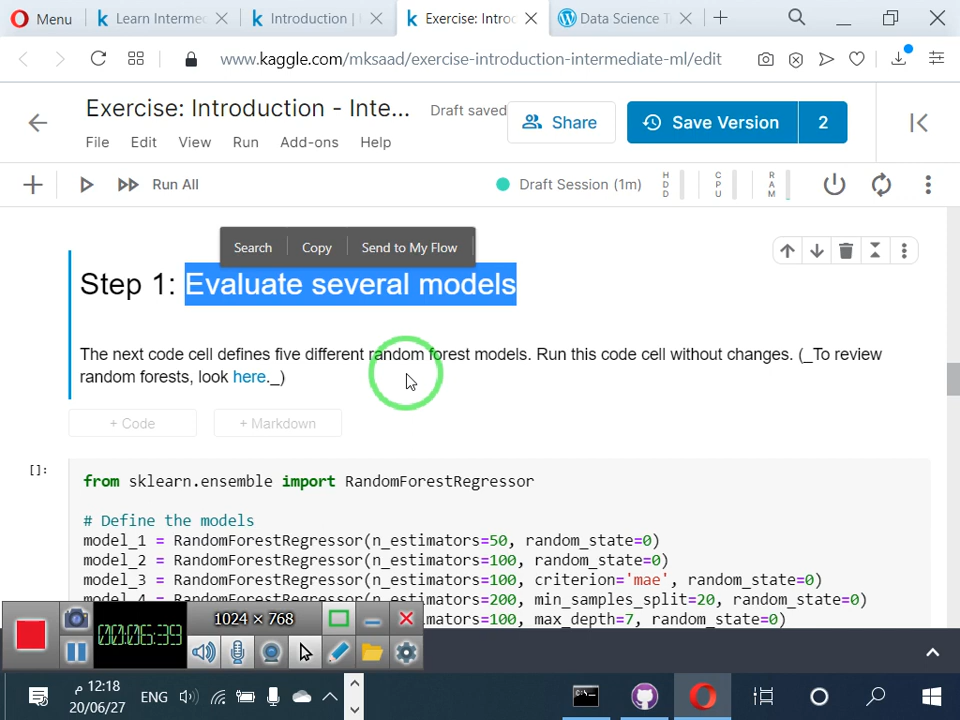 Menu
Learn Interme
Introduction |
Exercise: Intro
Data Science T
www.kaggle.com/mksaad/exercise-introduction-intermediate-ml/edit
Exercise: Introduction - Inte...
Draft saved
Share
Save Version
2
File Edit View Run Add-ons Help
Run All
Draft Session (1m)
HDD
CPU
RAM
Search Copy Send to My Flow
Step 1: Evaluate several models
The next code cell defines five different random forest models. Run this code cell without changes. (_To review
random forests, look here._)
+ Code
+ Markdown
[]:
from sklearn.ensemble import RandomForestRegressor
# Define the models
model_1 = RandomForestRegressor(n_estimators=50, random_state=0)
model_2 = RandomForestRegressor(n_estimators=100, random_state=0)
model_3 = RandomForestRegressor(n_estimators=100, criterion='mae', random_state=0)
model_4 = RandomForestRegressor(n_estimators=200, min_samples_split=20, random_state=0)
estimators=100, max_depth=7, random_state=0)
00:06:39
1024 × 768
12:18 م
ENG
20/06/27